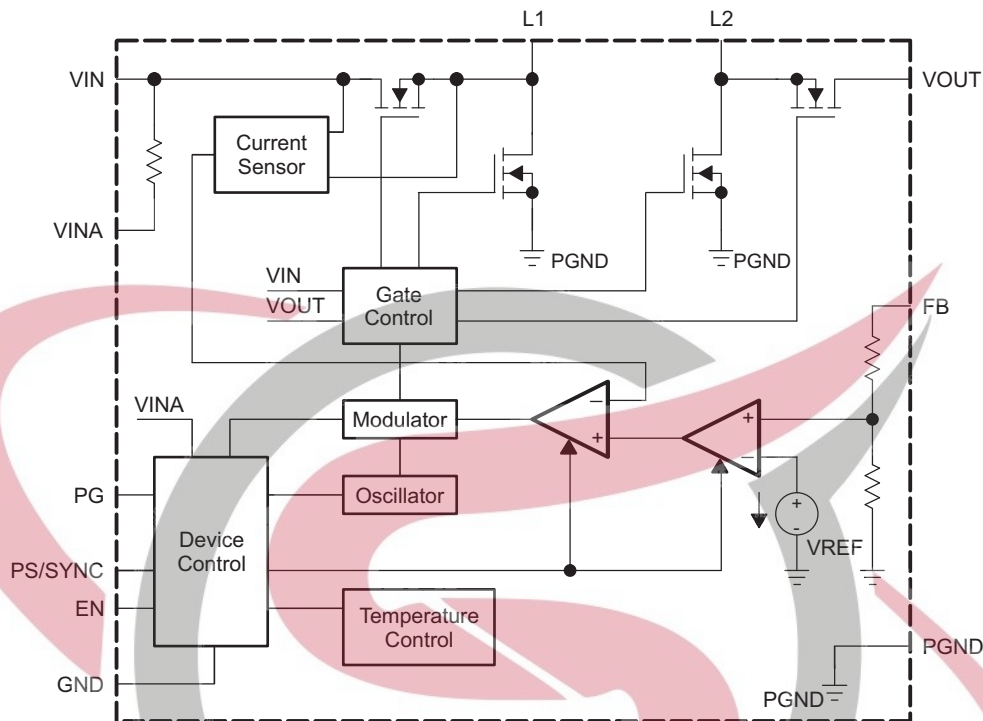 L1
L2
VIN
VOUT
Current
Sensor
VINA
PGND
PGND
VIN
VOUT
Gate
Control
FB
VINA
Modulator
−
+
+
−
PG
Oscillator
Device
Control
+
-
VREF
PS/SYNC
EN
Temperature
Control
PGND
GND
PGND